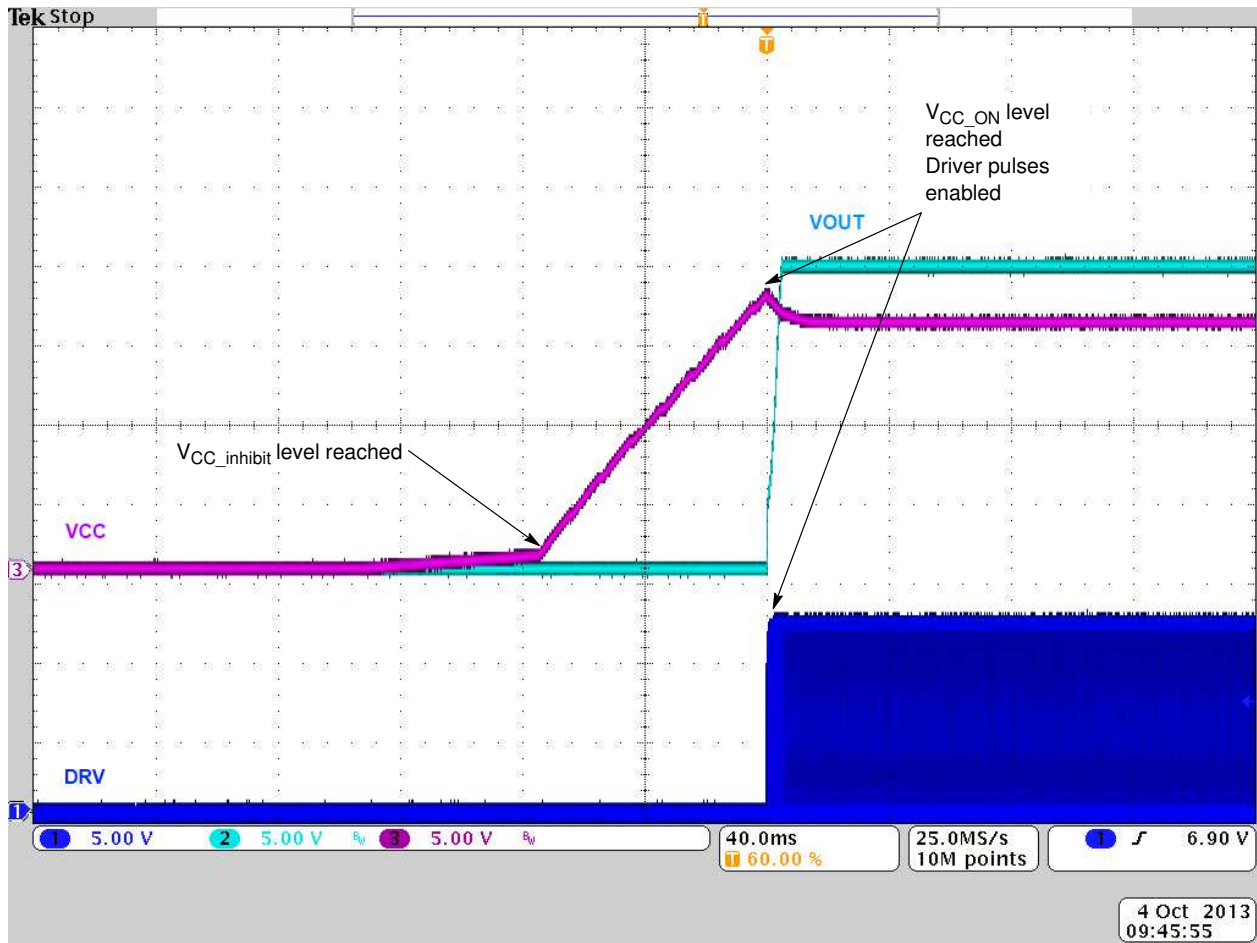 Tek Stop
T
T
V_CC_ON level
reached
Driver pulses
enabled
VOUT
V_CC_inhibit level reached
VCC
3
DRV
1
1 5.00 V 2 5.00 V BW 3 5.00 V BW
40.0ms
T 60.00 %
25.0MS/s
10M points
1 6.90 V
4 Oct 2013
09:45:55